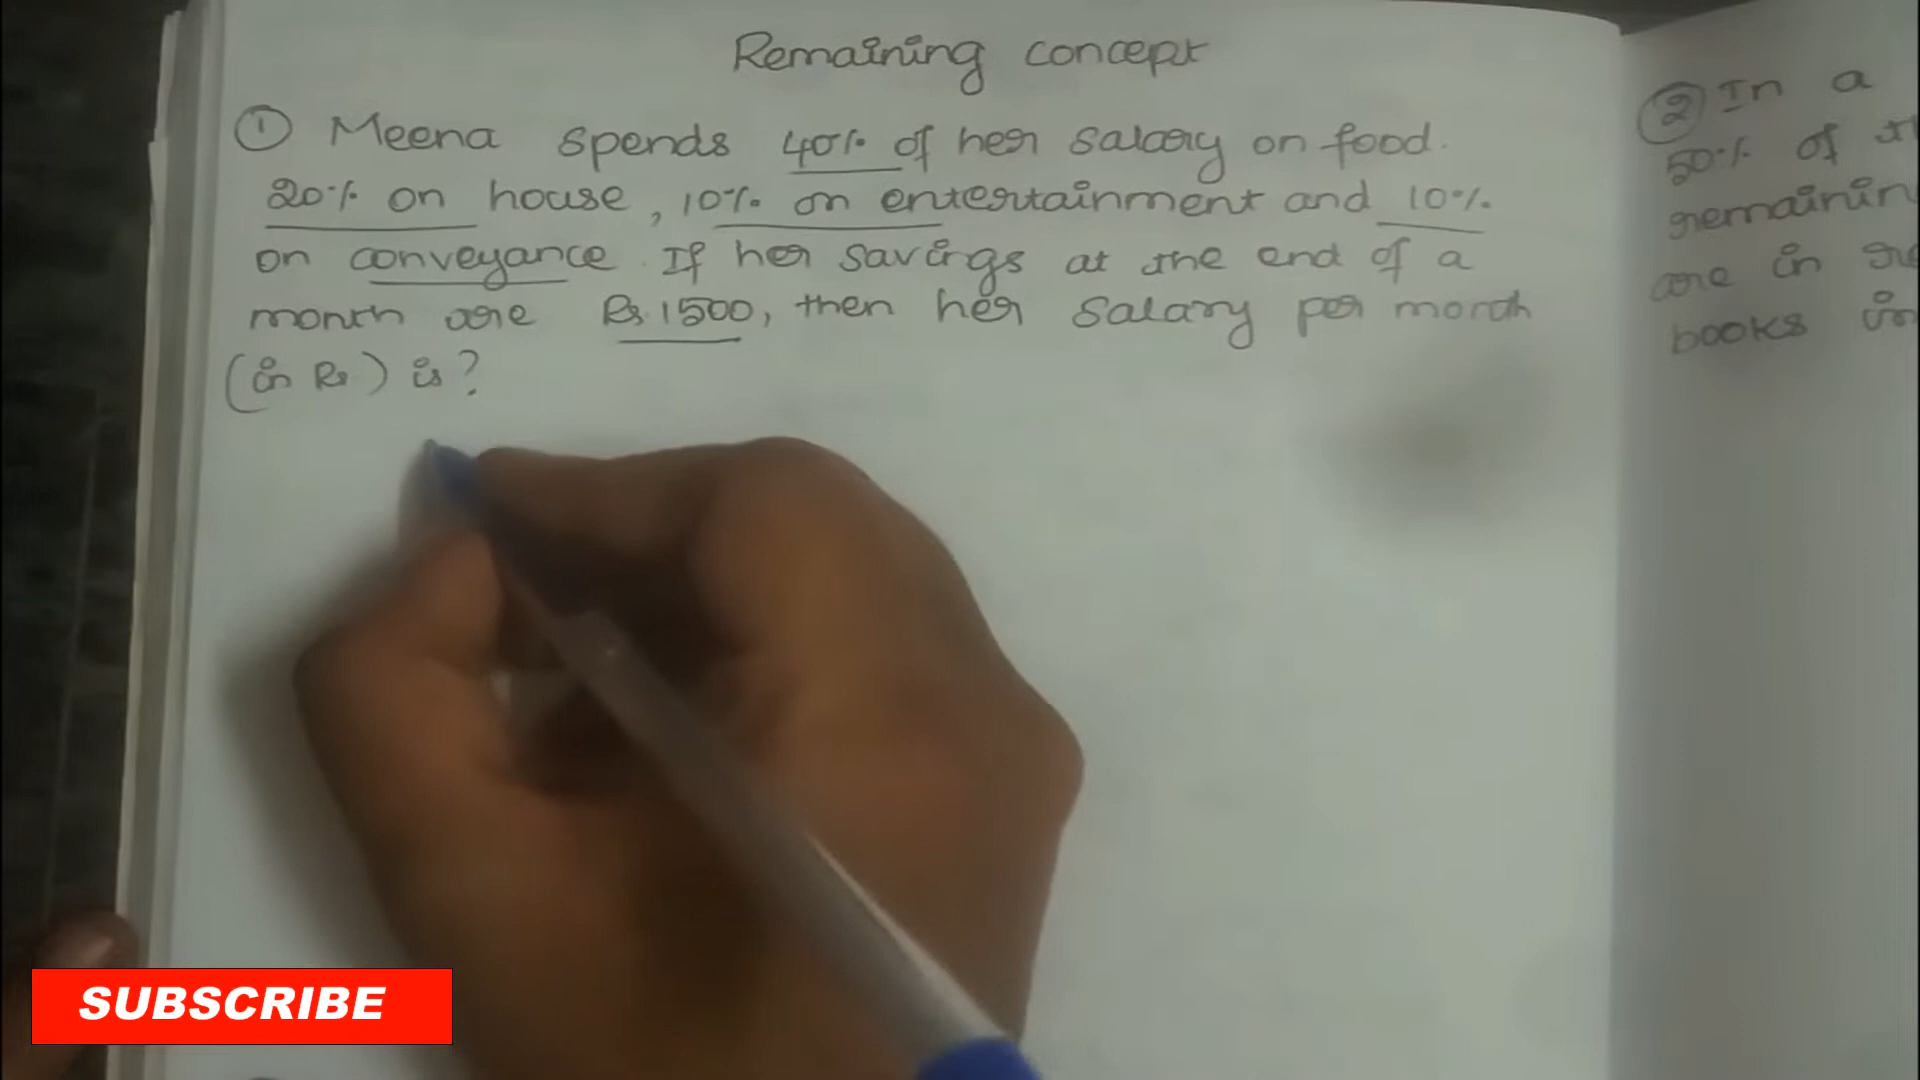 Remaining concept
① Meena spends 40% of her salary on food.
20% on house, 10% on entertainment and 10%
on conveyance. If her savings at the end of a
month are Rs.1500, then her salary per month
(in Rs) is?
② In a
50% of
remaining
are in
books in
SUBSCRIBE